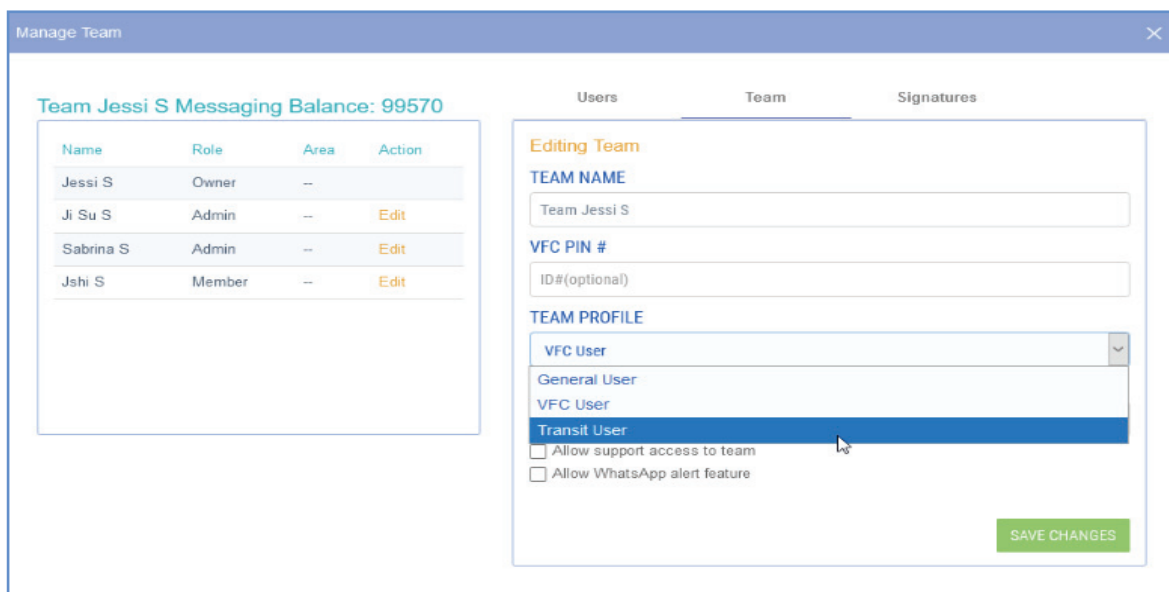 Manage Team
Team Jessi S Messaging Balance: 99570
Name Role Area Action
Jessi S Owner --
Ji Su S Admin -- Edit
Sabrina S Admin -- Edit
Jshi S Member -- Edit
Users Team Signatures
Editing Team
TEAM NAME
Team Jessi S
VFC PIN #
ID#(optional)
TEAM PROFILE
VFC User
General User
VFC User
Transit User
Allow support access to team
Allow WhatsApp alert feature
SAVE CHANGES